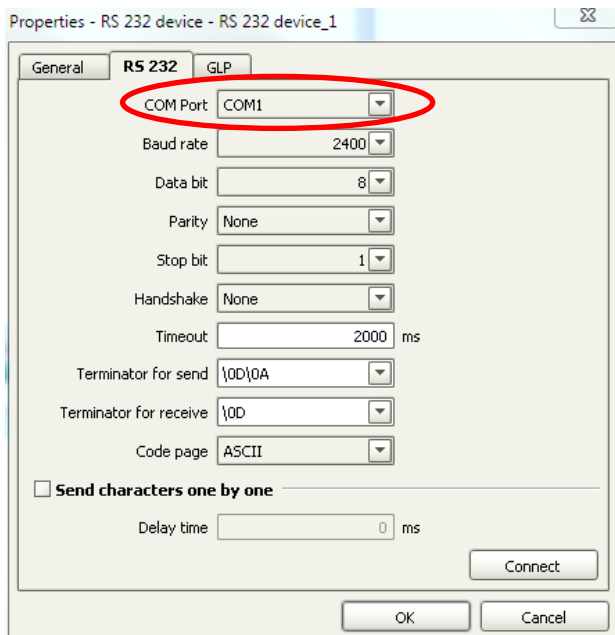 Properties - RS 232 device - RS 232 device_1
General RS 232 GLP
COM Port COM1
Baud rate 2400
Data bit 8
Parity None
Stop bit 1
Handshake None
Timeout 2000 ms
Terminator for send \0D\0A
Terminator for receive \0D
Code page ASCII
Send characters one by one
Delay time 0 ms
Connect
OK Cancel